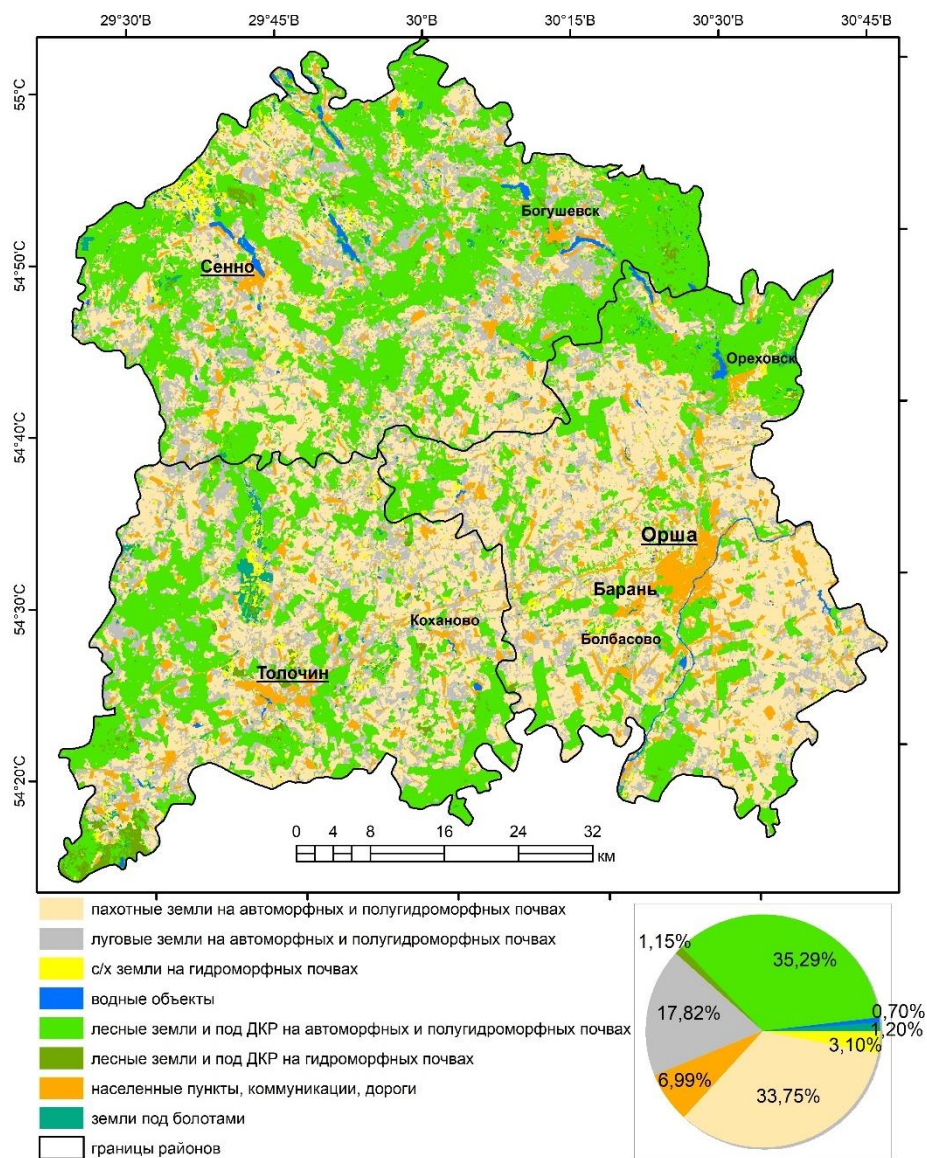 29°30'В 29°45'В 30°В 30°15'В 30°30'В 30°45'В
55°С
54°50'С
54°40'С
54°30'С
54°20'С
Богушевск
Сенно
Ореховск
Орша
Барань
Коханово
Болбасово
Толочин
0 4 8 16 24 32
км
пахотные земли на автоморфных и полугидроморфных почвах
луговые земли на автоморфных и полугидроморфных почвах
с/х земли на гидроморфных почвах
водные объекты
лесные земли и под ДКР на автоморфных и полугидроморфных почвах
лесные земли и под ДКР на гидроморфных почвах
населенные пункты, коммуникации, дороги
земли под болотами
границы районов
1,15%
35,29%
17,82%
0,70%
1,20%
3,10%
6,99%
33,75%